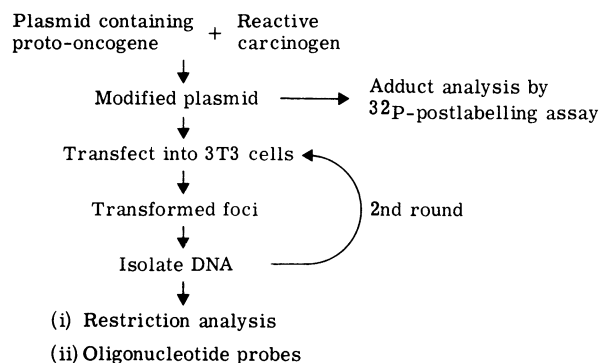 Plasmid containing + Reactive
proto-oncogene carcinogen
Modified plasmid
Adduct analysis by
32P-postlabelling assay
Transfect into 3T3 cells
Transformed foci
2nd round
Isolate DNA
(i) Restriction analysis
(ii) Oligonucleotide probes